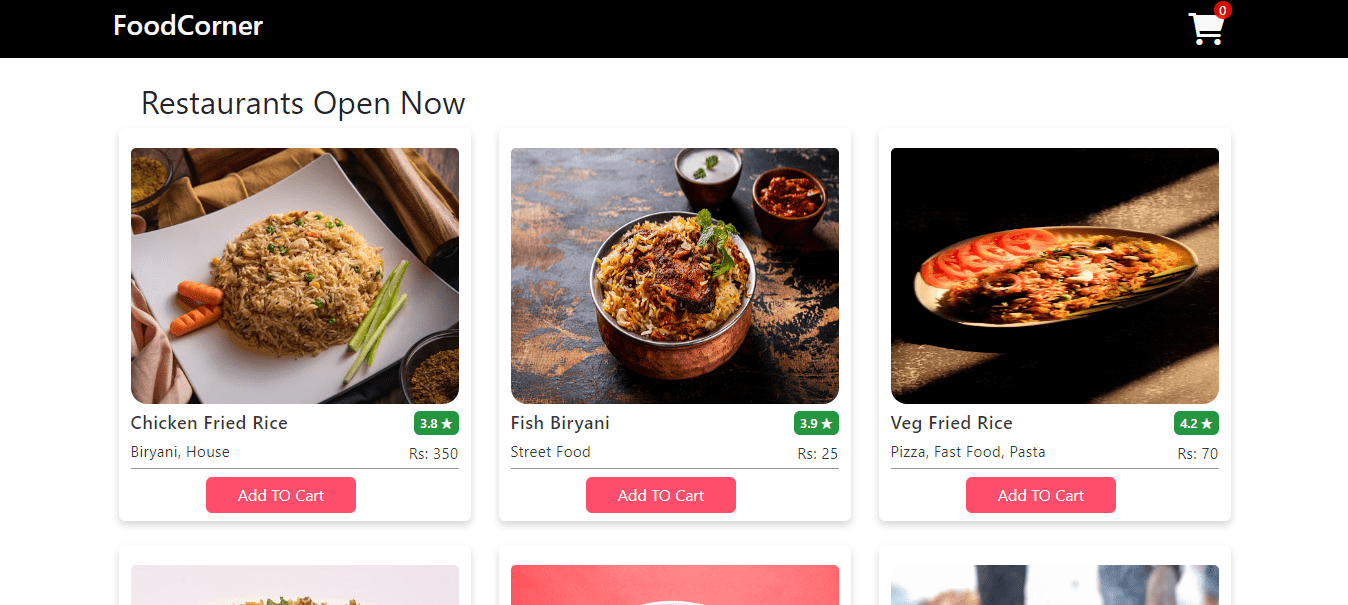 FoodCorner
0
Restaurants Open Now
Chicken Fried Rice 3.8 ★
Biryani, House Rs: 350
Add TO Cart
Fish Biryani 3.9 ★
Street Food Rs: 25
Add TO Cart
Veg Fried Rice 4.2 ★
Pizza, Fast Food, Pasta Rs: 70
Add TO Cart